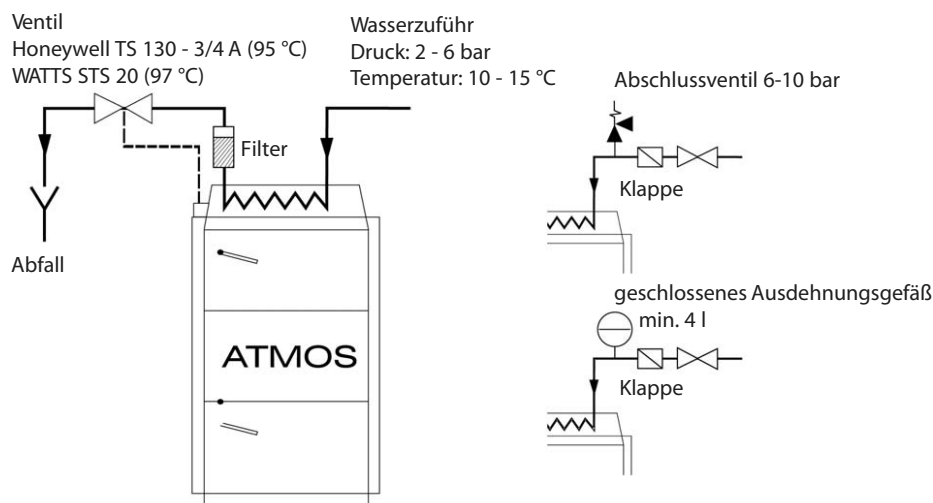 Ventil
Honeywell TS 130 - 3/4 A (95 °C)
WATTS STS 20 (97 °C)
Wasserzuführ
Druck: 2 - 6 bar
Temperatur: 10 - 15 °C
Filter
Abfall
ATMOS
Abschlussventil 6-10 bar
Klappe
geschlossenes Ausdehnungsgefäß
min. 4 l
Klappe